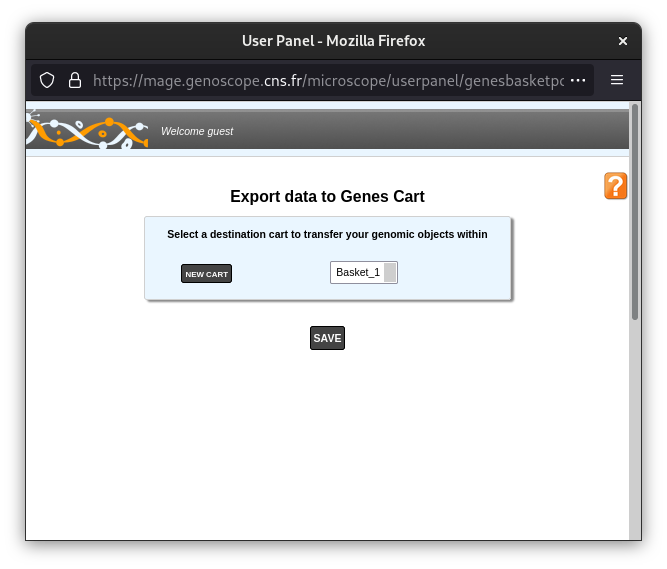 User Panel - Mozilla Firefox
https://mage.genoscope.cns.fr/microscope/userpanel/genesbasketpo
Welcome guest
?
Export data to Genes Cart
Select a destination cart to transfer your genomic objects within
NEW CART Basket_1
SAVE